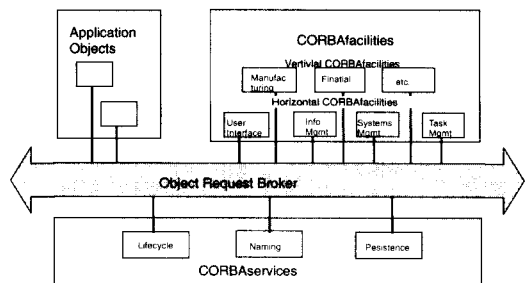 Application
Objects
CORBAfacilities
Vertivial CORBAfacilities
Manufac
turing
Finatial
etc.
Horizontal CORBAfacilities
User
Interface
Info
Mgmt
Systems
Mgmt
Task
Mgmt
Object Request Broker
Lifecycle
Naming
Pesistence
CORBAservices